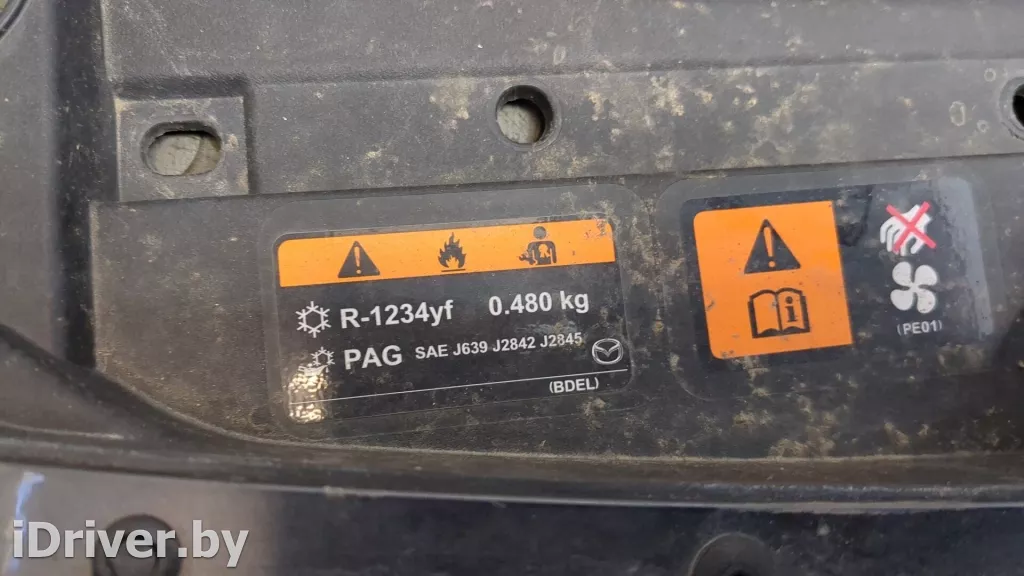 R-1234yf 0.480 kg
PAG SAE J639 J2842 J2845
(BDEL)
(PE01)
iDriver.by